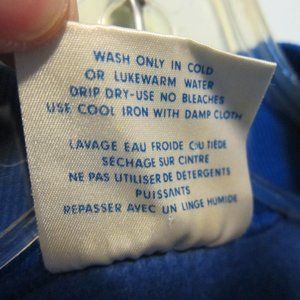 WASH ONLY IN COLD
OR LUKEWARM WATER
DRIP DRY-USE NO BLEACHES
USE COOL IRON WITH DAMP CLOTH
LAVAGE EAU FROIDE OU TIÈDE
SÉCHAGE SUR CINTRE
NE PAS UTILISER DE DETERGENTS
PUISSANTS
REPASSER AVEC UN LINGE HUMIDE